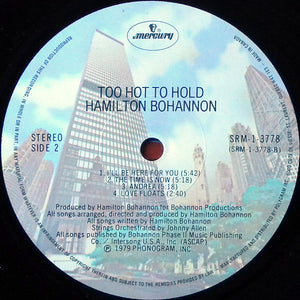 mercury
TOO HOT TO HOLD
HAMILTON BOHANNON
STEREO
SIDE 2
SRM-1-3778
(SRM-1-3778-B)
1. I'LL BE HERE FOR YOU (5:42)
2. THE TIME IS NOW (5:18)
3. ANDREA (5:18)
4. LOVE FLOATS (2:40)
Produced by Hamilton Bohannon for Bohannon Productions
All songs arranged, directed and produced by Hamilton Bohannon
All songs written by Hamilton Bohannon
Strings Orchestrated by Johnny Allen
All songs published by Bohannon Phase II Music Publishing
Co. / Intersong U.S.A., Inc. (ASCAP)
℗ 1979 PHONOGRAM, INC.